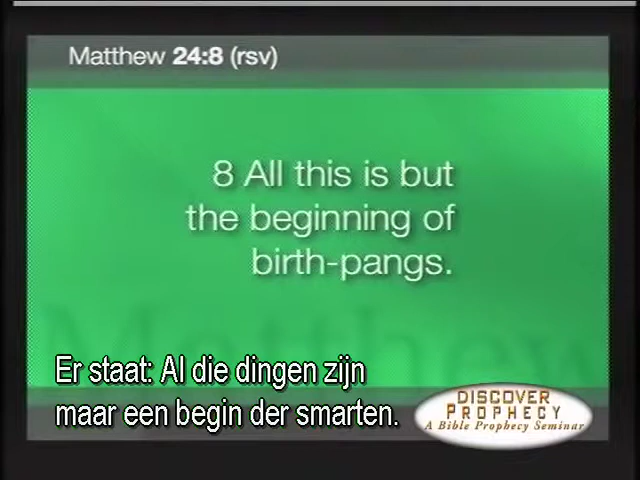 Matthew 24:8 (rsv)
8 All this is but
the beginning of
birth-pangs.
Matthew
Er staat: Al die dingen zijn
maar een begin der smarten.
DISCOVER
PROPHECY
A Bible Prophecy Seminar